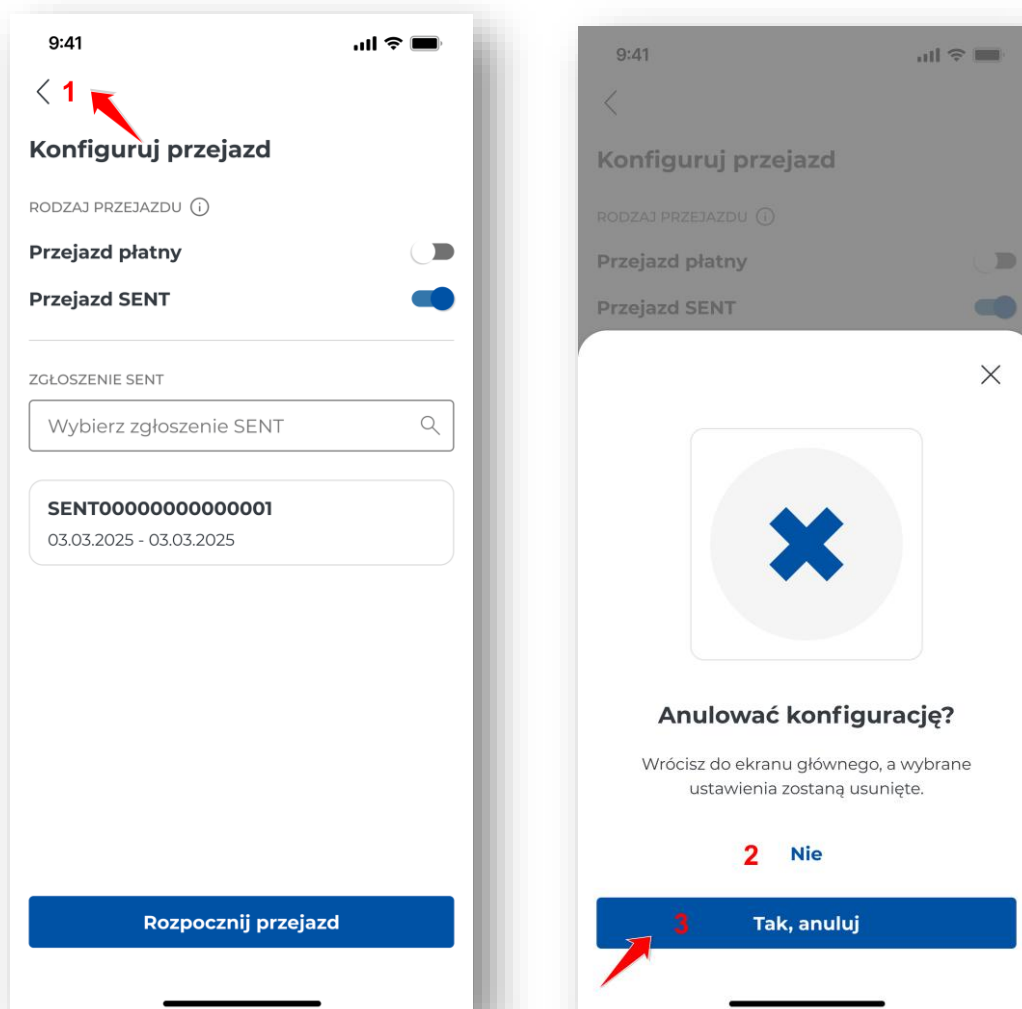 9:41
1
Konfiguruj przejazd
RODZAJ PRZEJAZDU
Przejazd płatny
Przejazd SENT
ZGŁOSZENIE SENT
Wybierz zgłoszenie SENT
SENT00000000000001
03.03.2025 - 03.03.2025
Rozpocznij przejazd
9:41
Konfiguruj przejazd
RODZAJ PRZEJAZDU
Przejazd płatny
Przejazd SENT
Anulować konfigurację?
Wrócisz do ekranu głównego, a wybrane
ustawienia zostaną usunięte.
2 Nie
3 Tak, anuluj